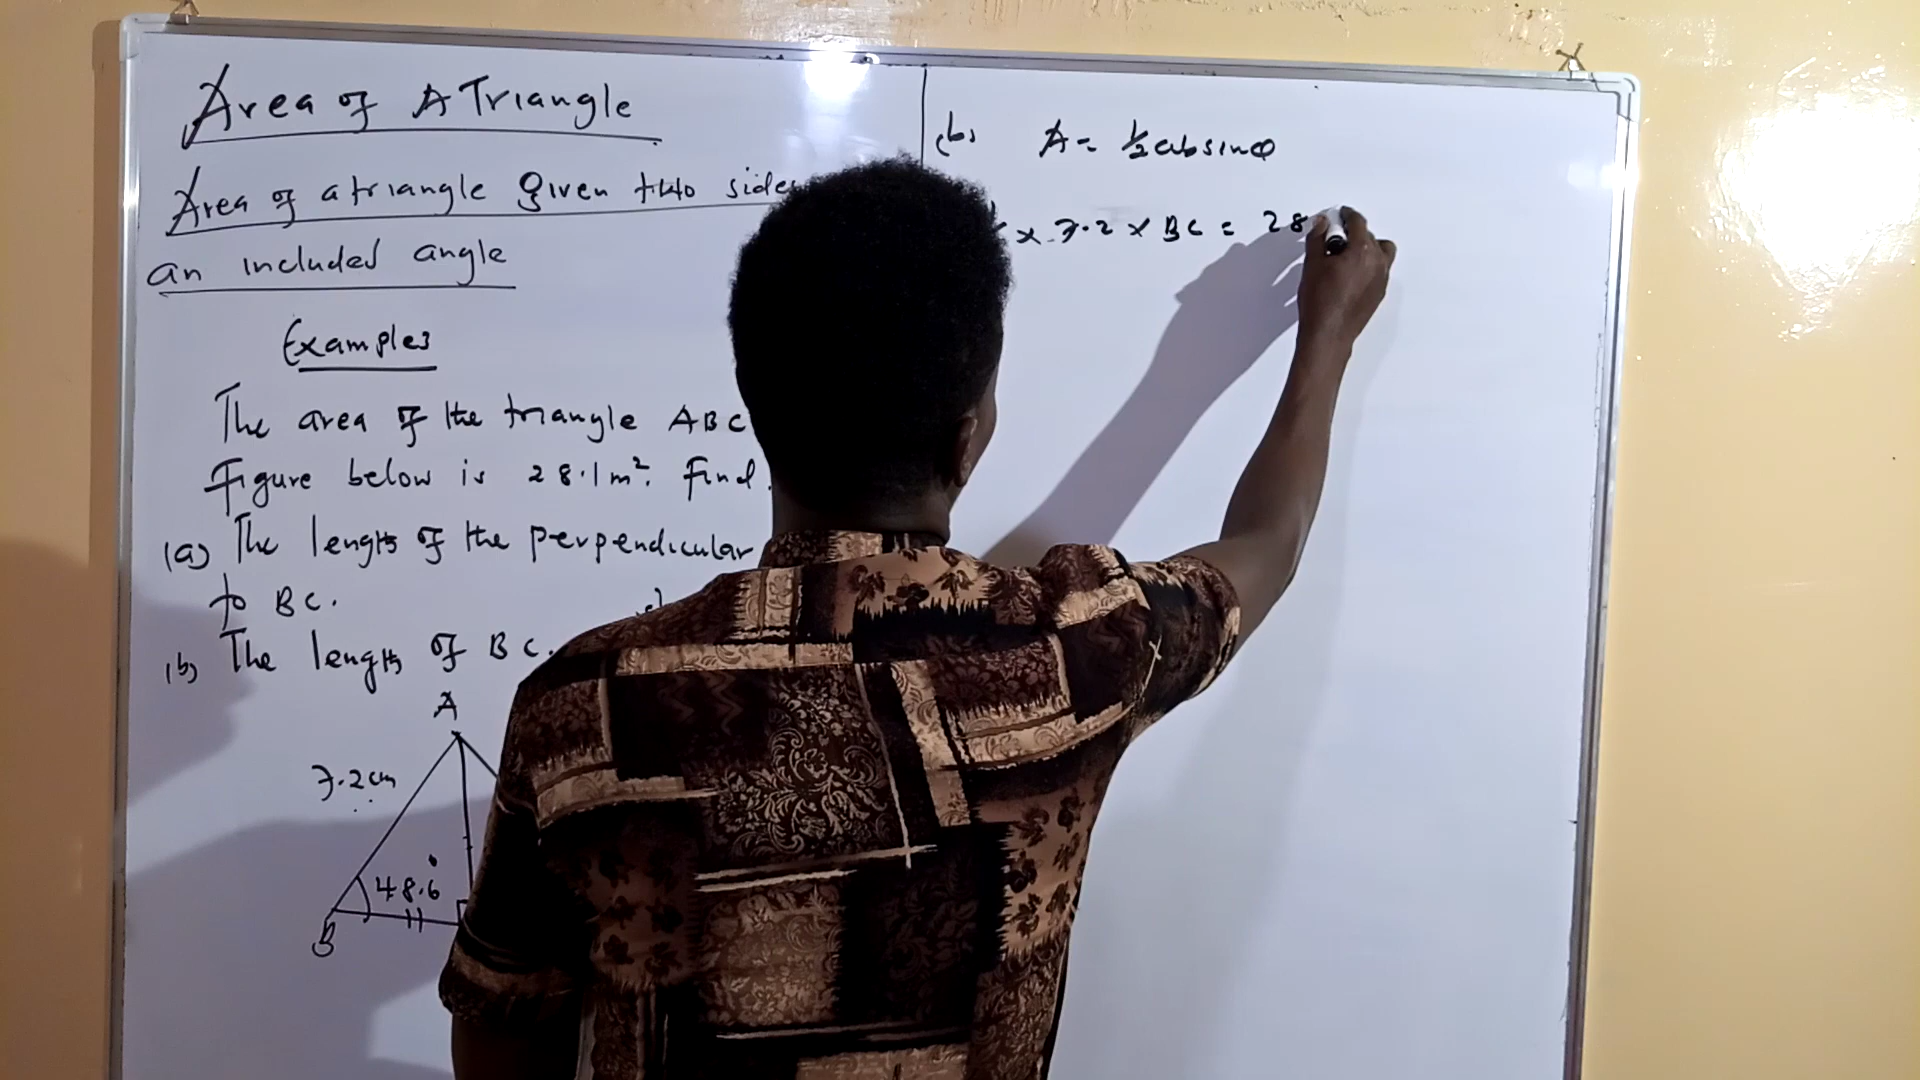 Area of A Triangle
Area of a triangle given two sides
an included angle
Examples
The area of the triangle ABC
Figure below is 28.1m². Find
(a) The length of the perpendicular
to BC.
(b) The length of BC.
A
7.2cm
48.6°
B
(b) A = ½absinθ
x 7.2 x BC = 28